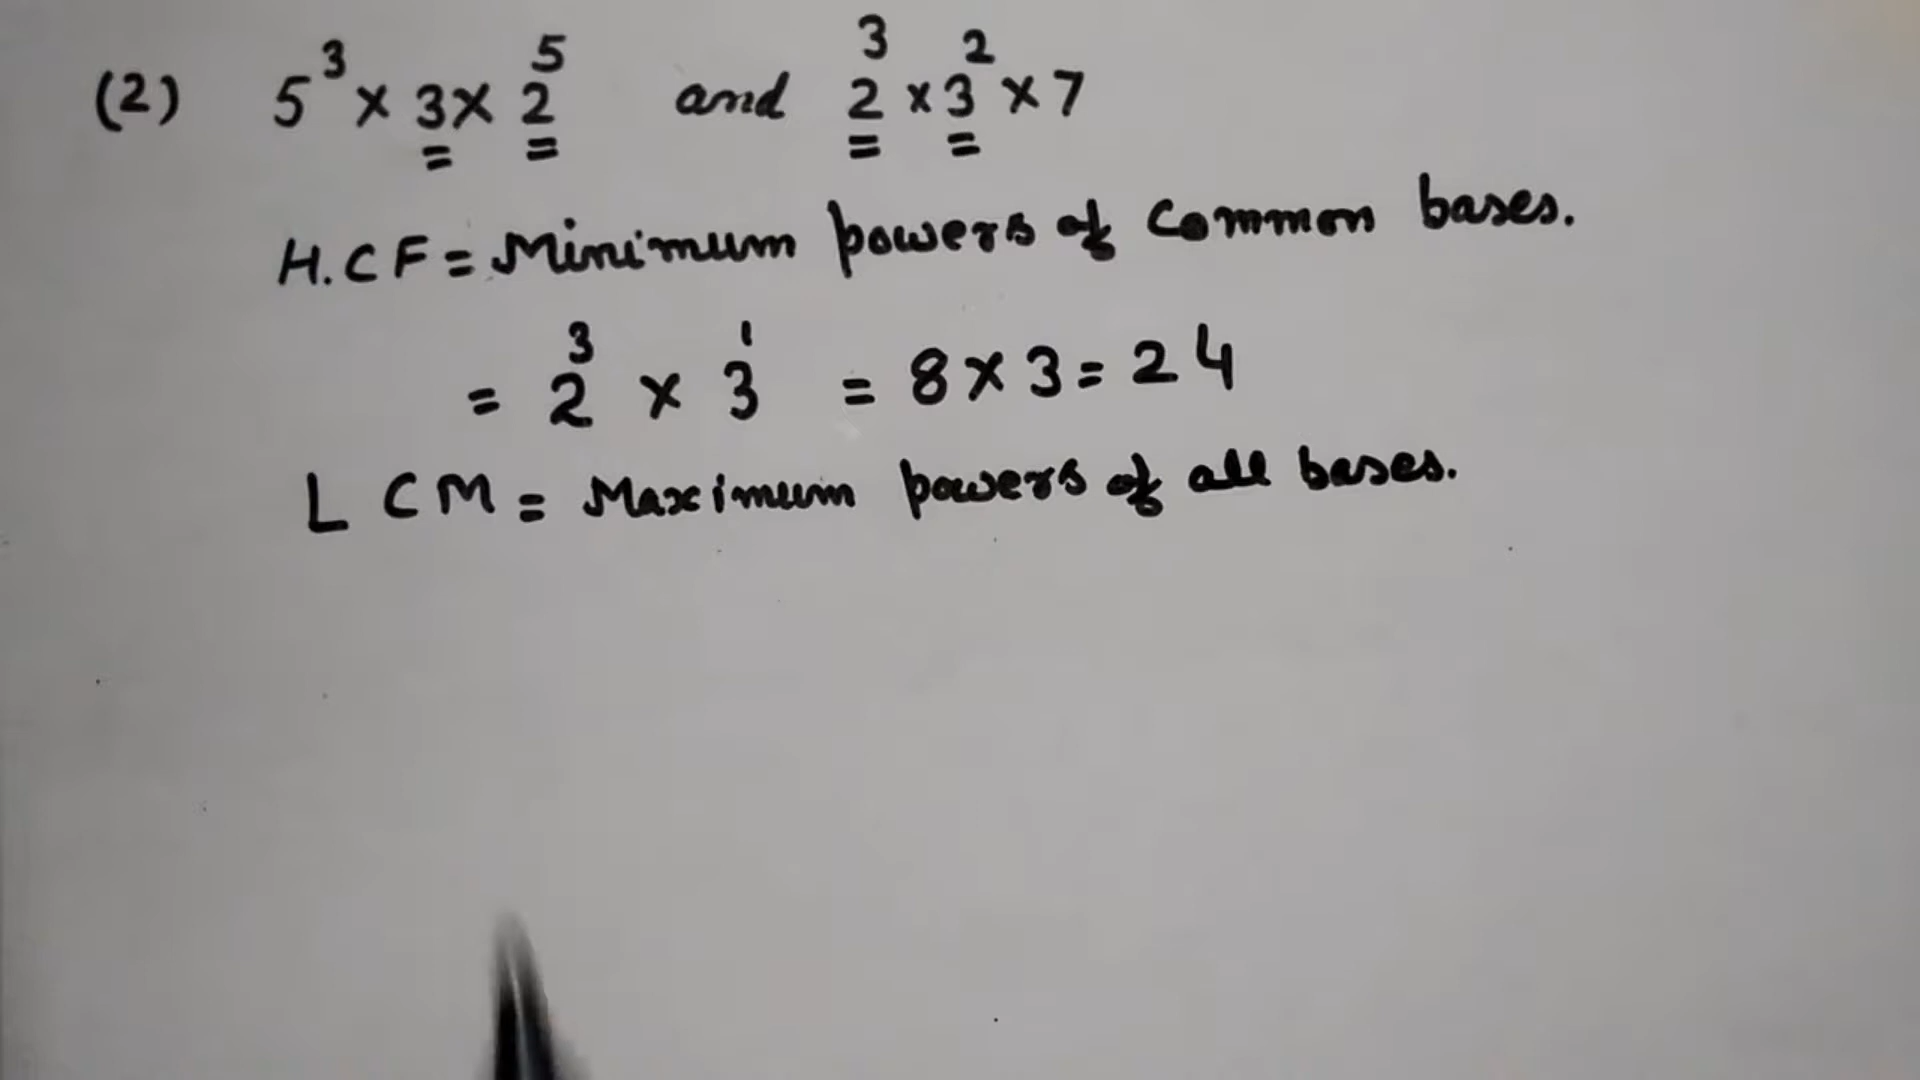 (2) 5³ × 3 × 2⁵ and 2³ × 3² × 7
H.C F = Minimum powers of Common bases.
= 2³ × 3¹ = 8 × 3 = 24
L C M = Maximum powers of all bases.